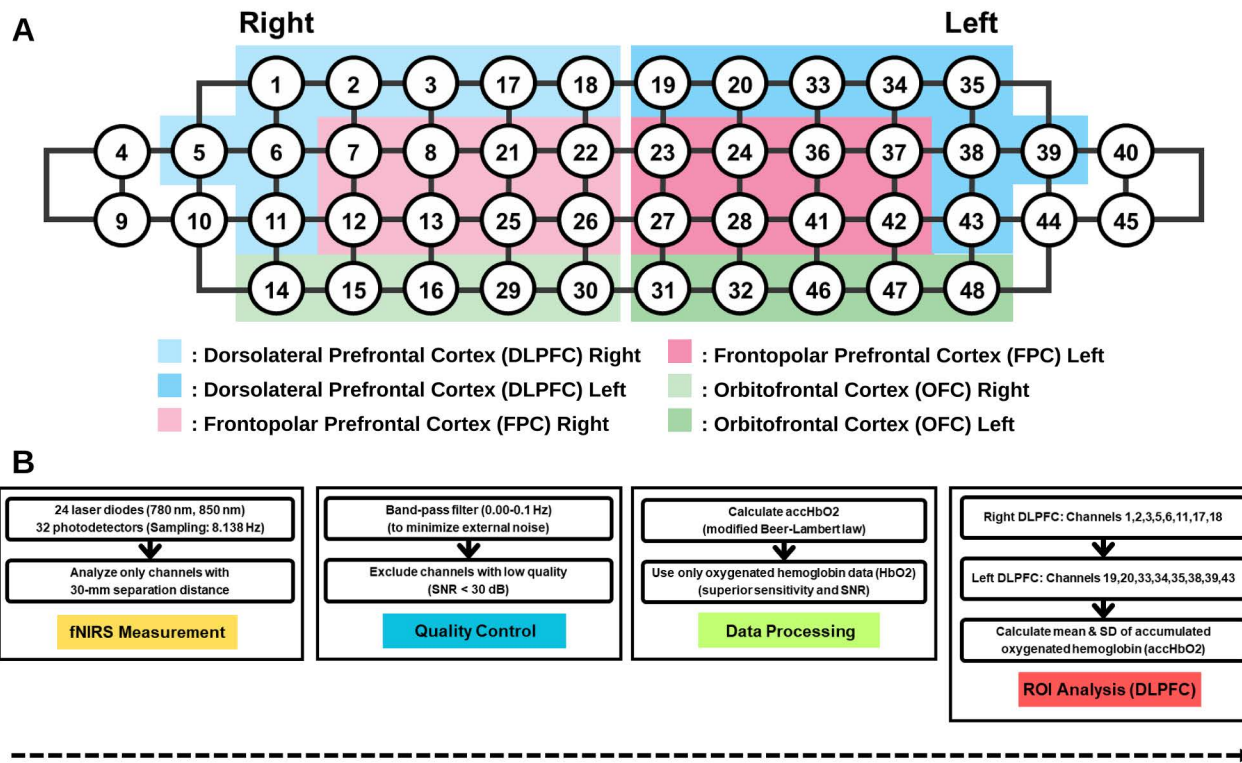 A
Right
Left
1 2 3 17 18 19 20 33 34 35
4 5 6 7 8 21 22 23 24 36 37 38 39 40
9 10 11 12 13 25 26 27 28 41 42 43 44 45
14 15 16 29 30 31 32 46 47 48
: Dorsolateral Prefrontal Cortex (DLPFC) Right
: Dorsolateral Prefrontal Cortex (DLPFC) Left
: Frontopolar Prefrontal Cortex (FPC) Right
: Frontopolar Prefrontal Cortex (FPC) Left
: Orbitofrontal Cortex (OFC) Right
: Orbitofrontal Cortex (OFC) Left
B
24 laser diodes (780 nm, 850 nm)
32 photodetectors (Sampling: 8.138 Hz)
Analyze only channels with
30-mm separation distance
fNIRS Measurement
Band-pass filter (0.00-0.1 Hz)
(to minimize external noise)
Exclude channels with low quality
(SNR < 30 dB)
Quality Control
Calculate accHbO2
(modified Beer-Lambert law)
Use only oxygenated hemoglobin data (HbO2)
(superior sensitivity and SNR)
Data Processing
Right DLPFC: Channels 1,2,3,5,6,11,17,18
Left DLPFC: Channels 19,20,33,34,35,38,39,43
Calculate mean & SD of accumulated
oxygenated hemoglobin (accHbO2)
ROI Analysis (DLPFC)